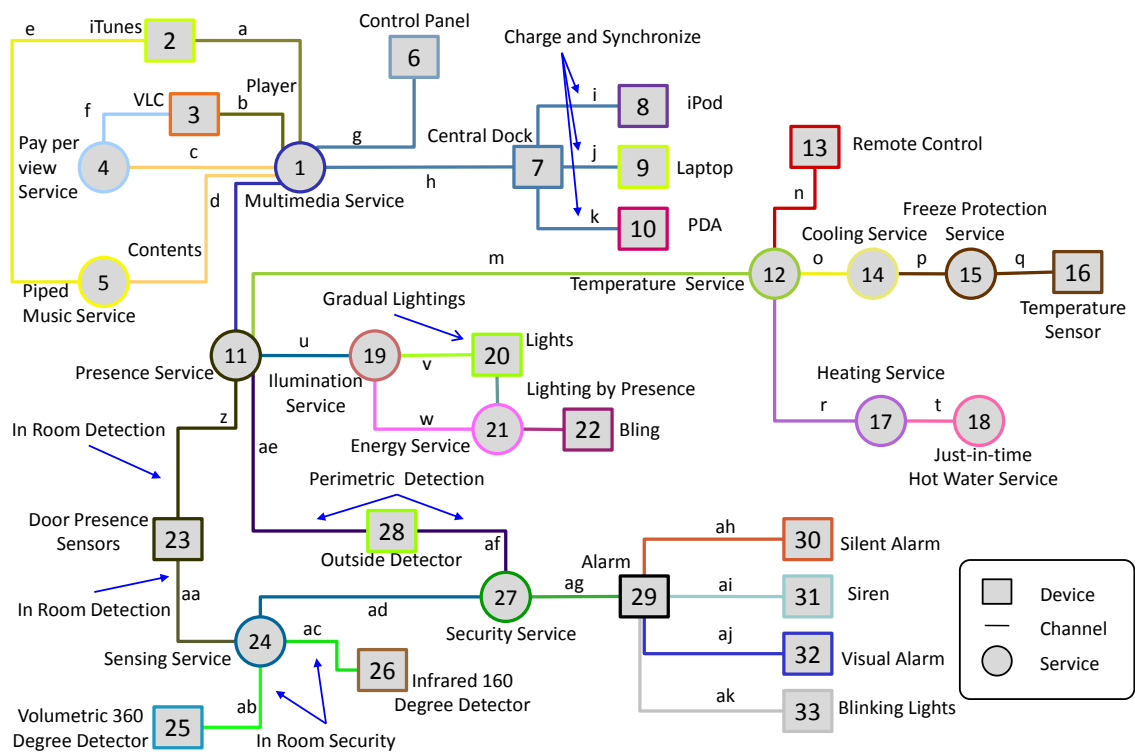 Control Panel
e
iTunes
a
2
6
Charge and Synchronize
Player
VLC
f
3
b
i
8
iPod
g
Central Dock
13
Remote Control
Pay per
view
Service
4
c
1
h
7
j
9
Laptop
d
Multimedia Service
n
k
10
PDA
Freeze Protection
Service
Contents
Cooling Service
m
o
p
q
5
12
14
15
16
Piped
Music Service
Temperature Service
Gradual Lightings
Temperature
Sensor
u
Lights
11
19
v
20
Presence Service
Illumination
Service
Lighting by Presence
Heating Service
z
w
r
t
In Room Detection
21
22
Bling
17
18
Energy Service
ae
Just-in-time
Hot Water Service
Perimetric Detection
Door Presence
Sensors
23
28
ah
30
Silent Alarm
Outside Detector
af
Alarm
In Room Detection
aa
ad
27
ag
29
ai
31
Siren
Device
ac
Security Service
Channel
24
aj
Sensing Service
26
32
Visual Alarm
Service
Infrared 160
Degree Detector
ab
ak
Volumetric 360
Degree Detector
25
33
Blinking Lights
In Room Security